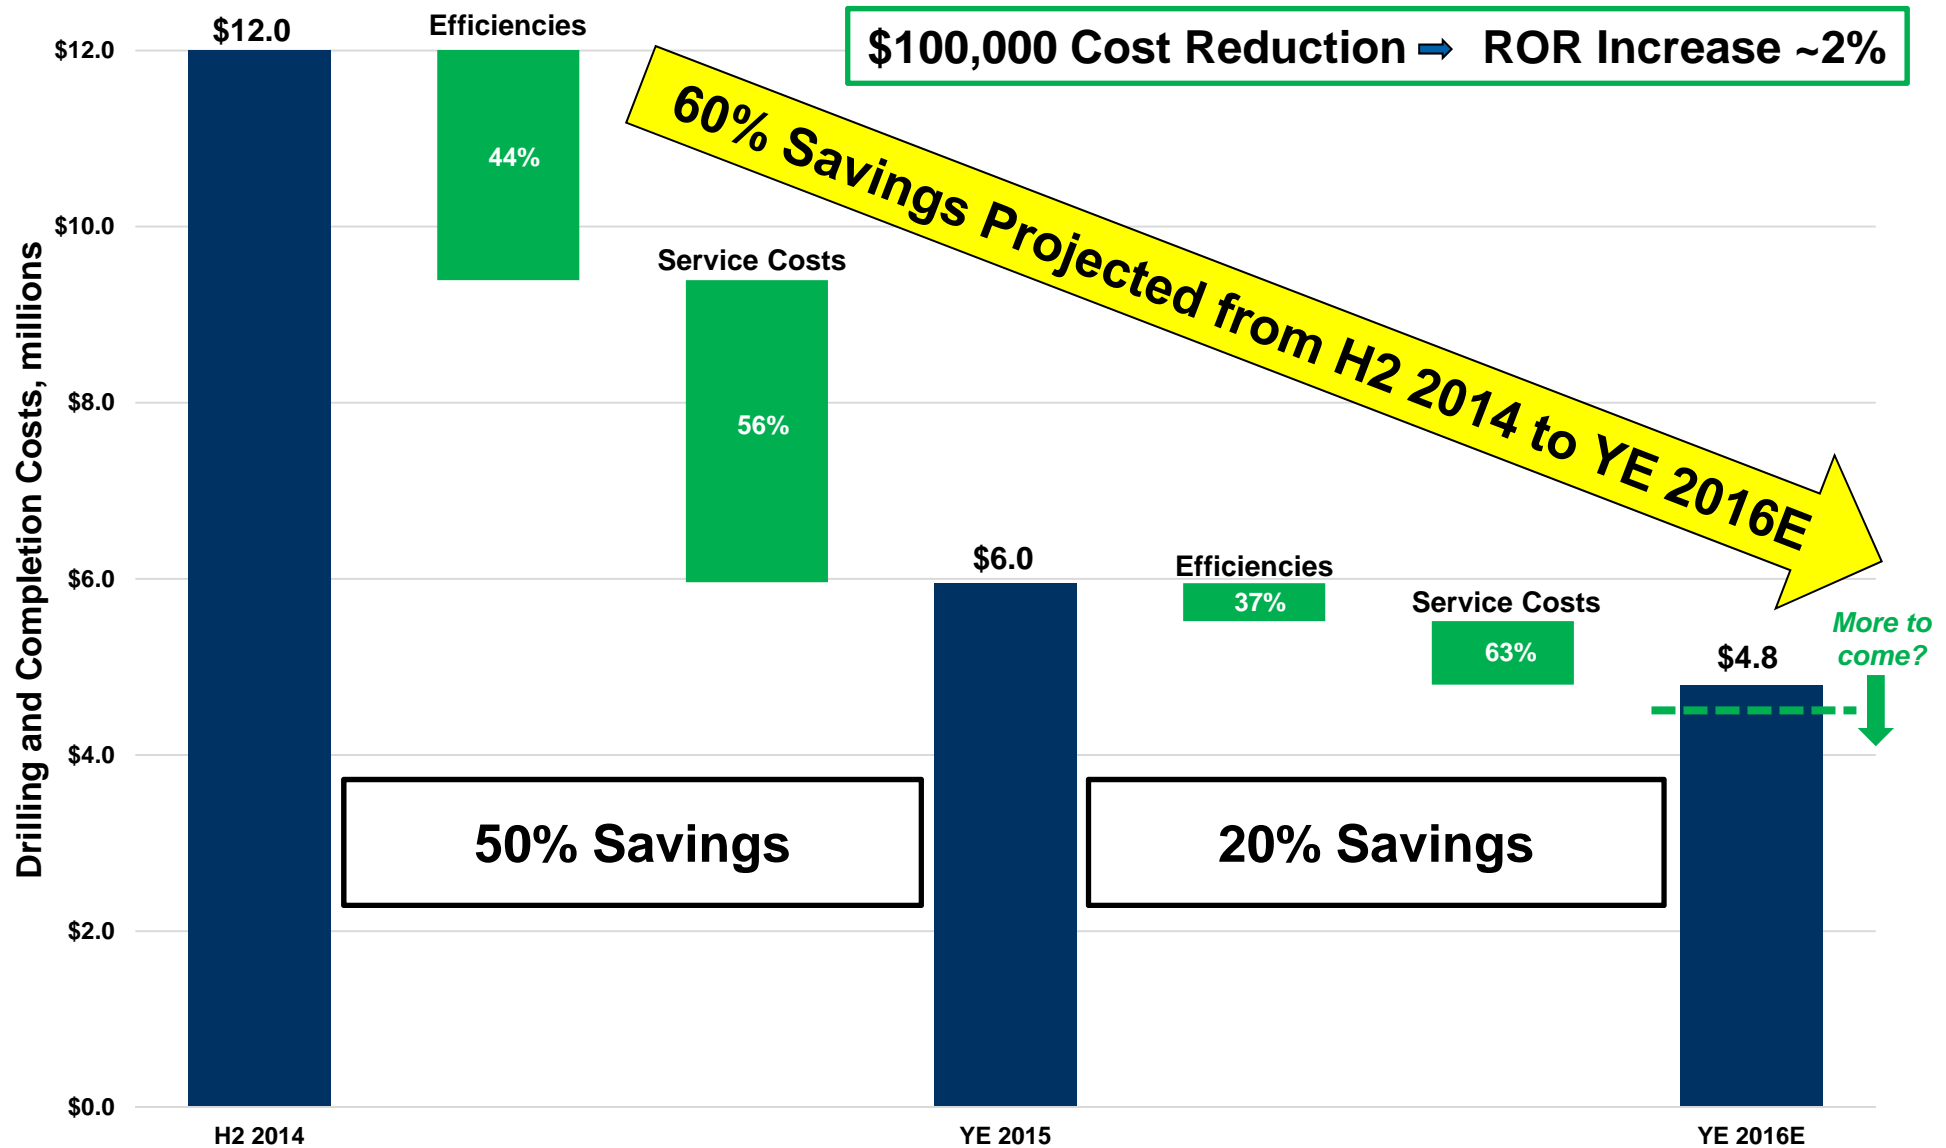 $100,000 Cost Reduction ➡ ROR Increase ~2%
Drilling and Completion Costs, millions
$12.0
$10.0
$8.0
$6.0
$4.0
$2.0
$0.0
$12.0
Efficiencies
44%
Service Costs
56%
60% Savings Projected from H2 2014 to YE 2016E
$6.0
Efficiencies
37%
Service Costs
63%
$4.8
More to
come?
50% Savings
20% Savings
H2 2014
YE 2015
YE 2016E